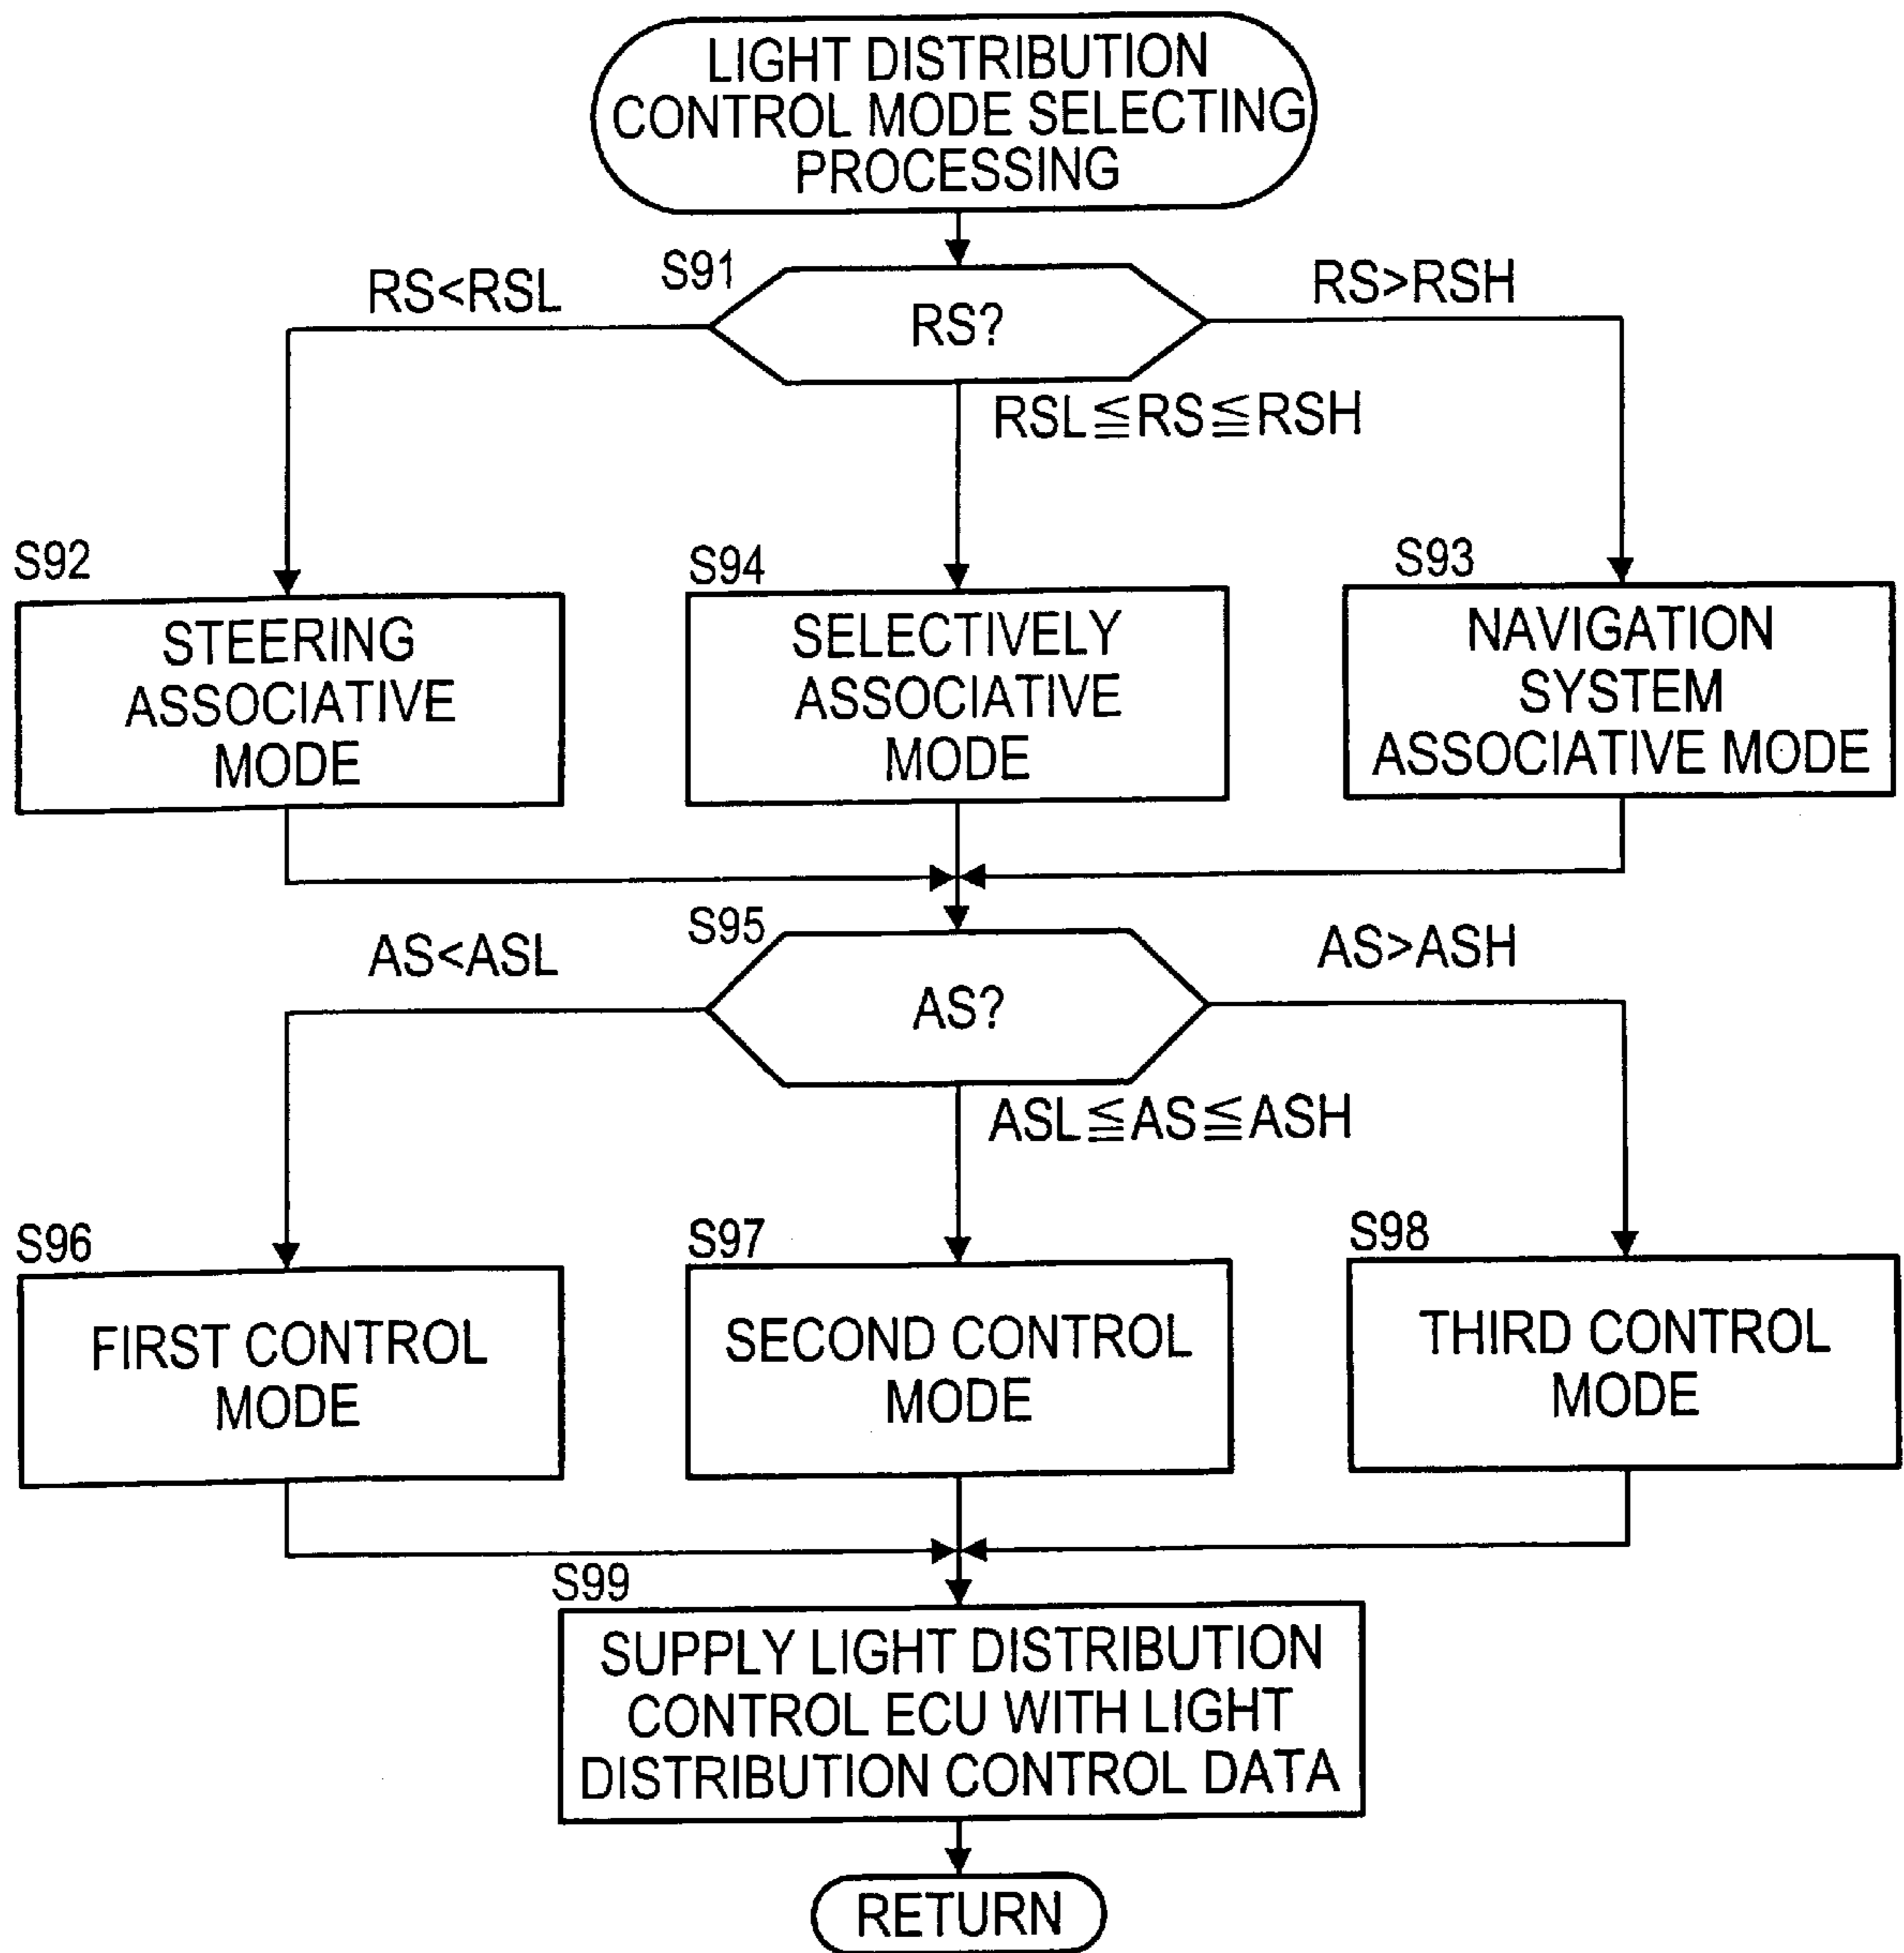 LIGHT DISTRIBUTION
CONTROL MODE SELECTING
PROCESSING
S91
RS<RSL
RS?
RS>RSH
RSL≦RS≦RSH
S92
STEERING
ASSOCIATIVE
MODE
S94
SELECTIVELY
ASSOCIATIVE
MODE
S93
NAVIGATION
SYSTEM
ASSOCIATIVE MODE
S95
AS<ASL
AS?
AS>ASH
ASL≦AS≦ASH
S96
FIRST CONTROL
MODE
S97
SECOND CONTROL
MODE
S98
THIRD CONTROL
MODE
S99
SUPPLY LIGHT DISTRIBUTION
CONTROL ECU WITH LIGHT
DISTRIBUTION CONTROL DATA
RETURN